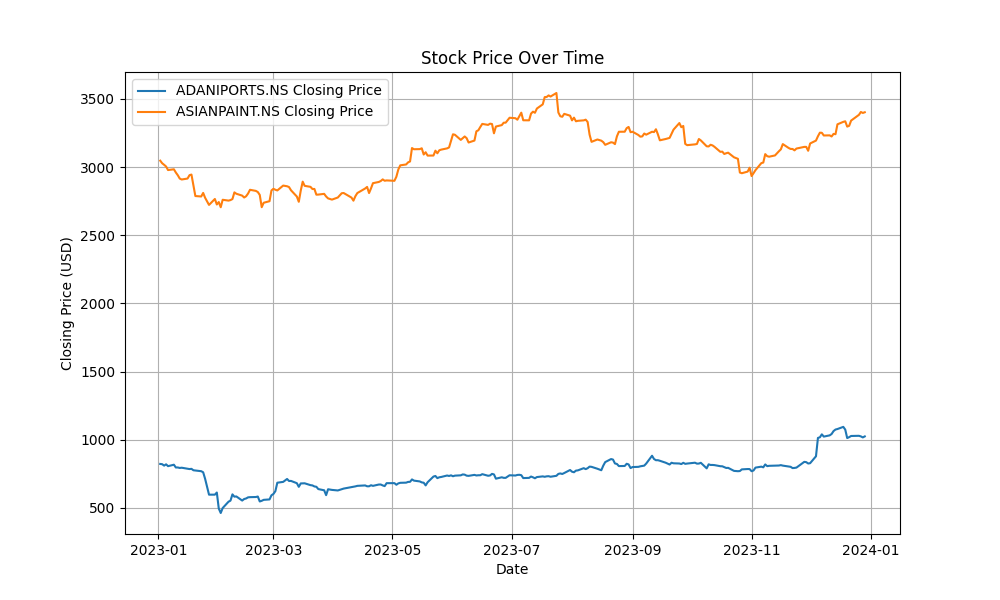 Stock Price Over Time
ADANIPORTS.NS Closing Price
ASIANPAINT.NS Closing Price
Closing Price (USD)
3500
3000
2500
2000
1500
1000
500
2023-01 2023-03 2023-05 2023-07 2023-09 2023-11 2024-01
Date